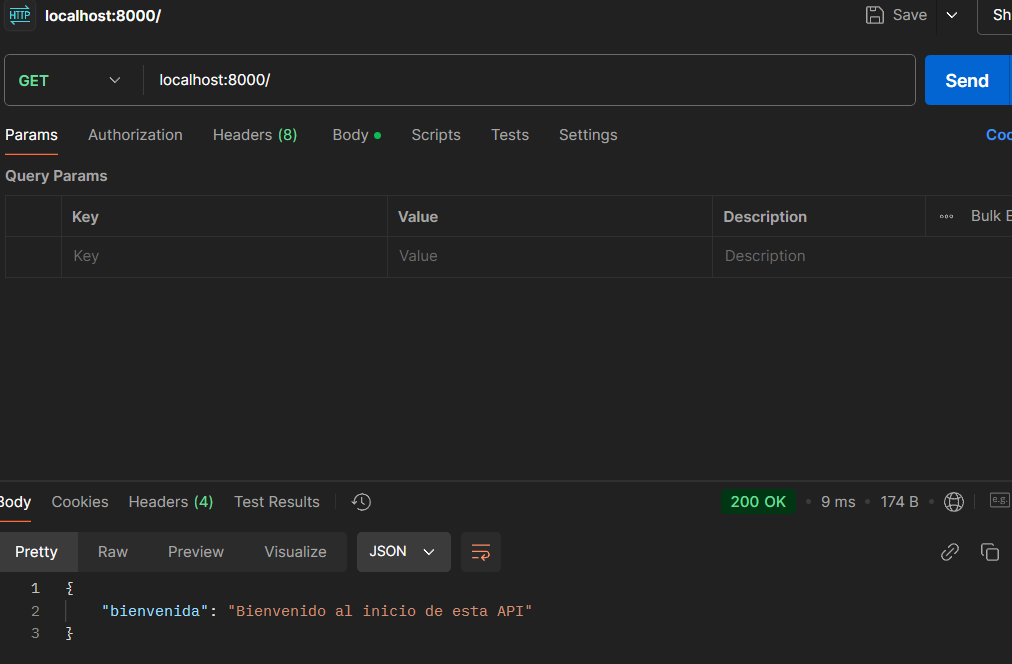 HTTP localhost:8000/ Save Sh
GET localhost:8000/ Send
Params Authorization Headers (8) Body Scripts Tests Settings Coo
Query Params
Key Value Description Bulk E
Key Value Description
Body Cookies Headers (4) Test Results 200 OK 9 ms 174 B e.g.
Pretty Raw Preview Visualize JSON
1 {
2 "bienvenida": "Bienvenido al inicio de esta API"
3 }